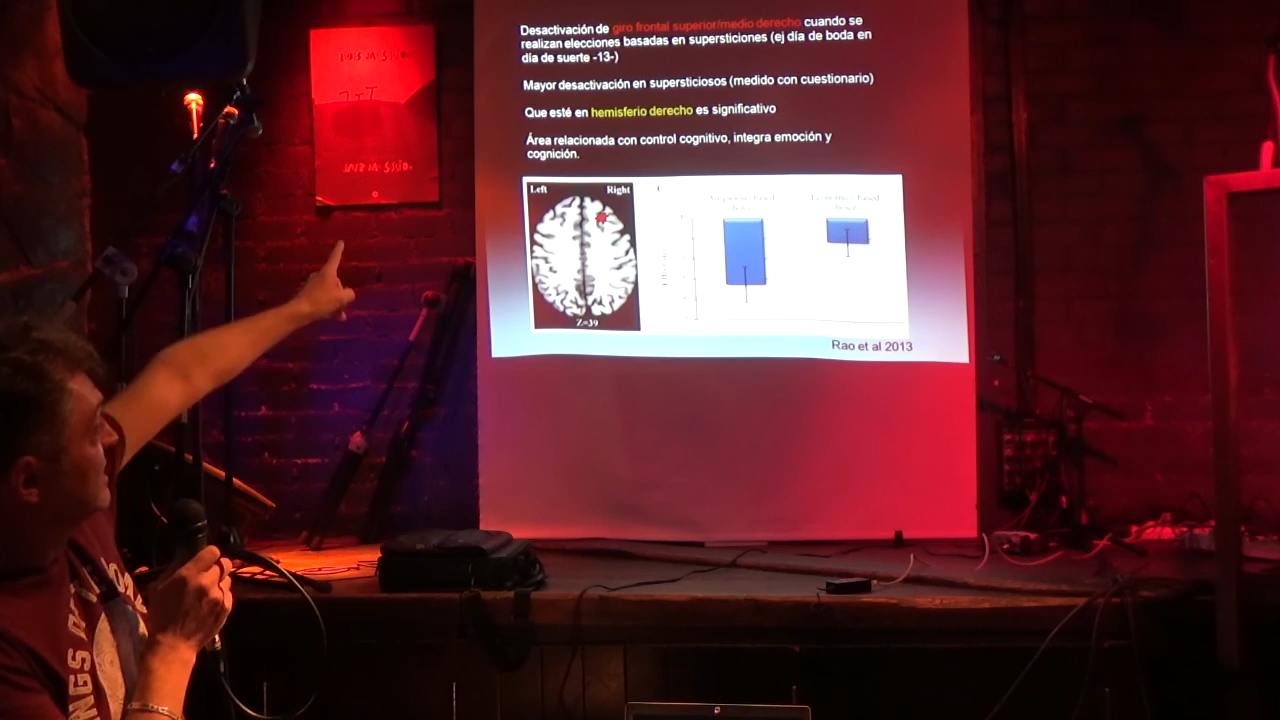 Desactivación de giro frontal superior/medio derecho cuando se
realizan elecciones basadas en supersticiones (ej día de boda en
día de suerte -13-)
Mayor desactivación en supersticiosos (medido con cuestionario)
Que esté en hemisferio derecho es significativo
Área relacionada con control cognitivo, integra emoción y
cognición.
Left Right
Z=39
Rao et al 2013